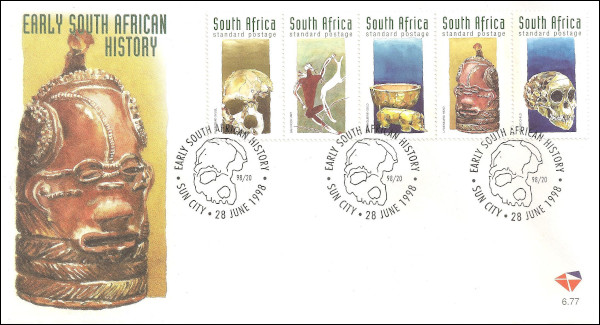 EARLY SOUTH AFRICAN
HISTORY
South Africa
standard postage
South Africa
standard postage
South Africa
standard postage
South Africa
standard postage
South Africa
standard postage
EARLY SOUTH AFRICAN HISTORY
98/20
• SUN CITY • 28 JUNE 1998 •
EARLY SOUTH AFRICAN HISTORY
98/20
• SUN CITY • 28 JUNE 1998 •
EARLY SOUTH AFRICAN HISTORY
98/20
• SUN CITY • 28 JUNE 1998 •
6.77